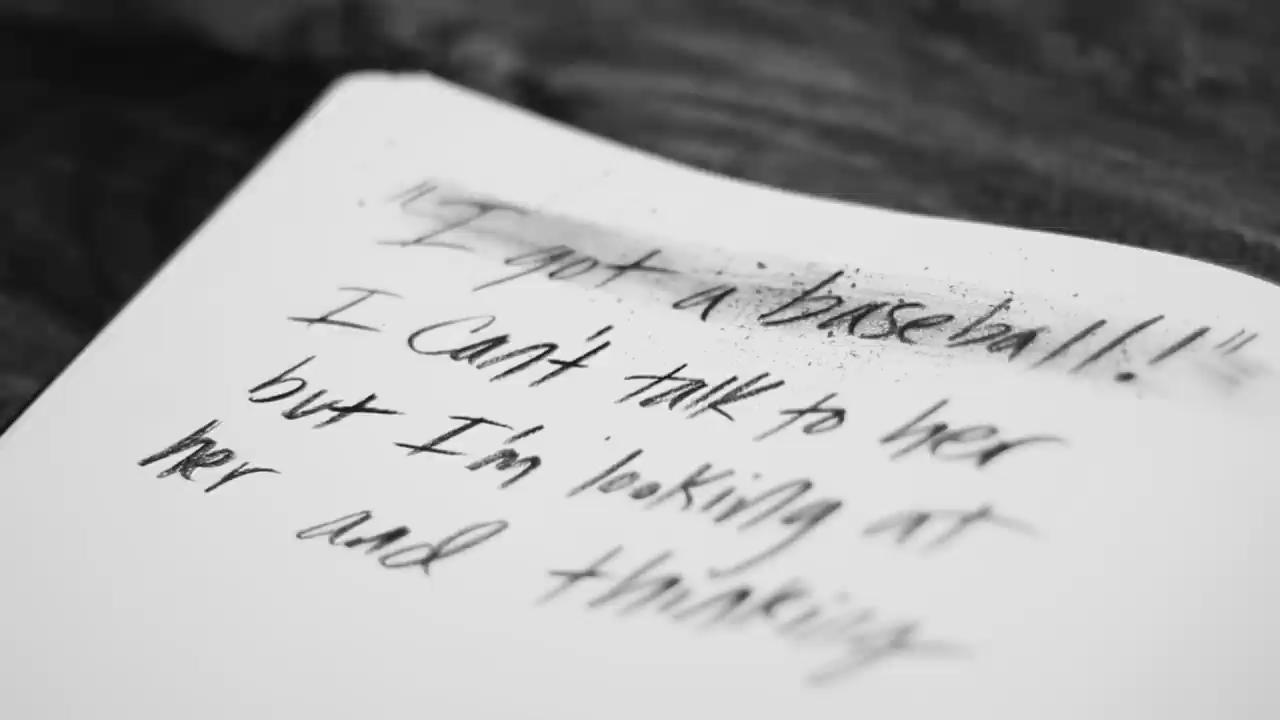 "I got a baseball!"
I can't talk to her
but I'm looking at
her and thinking